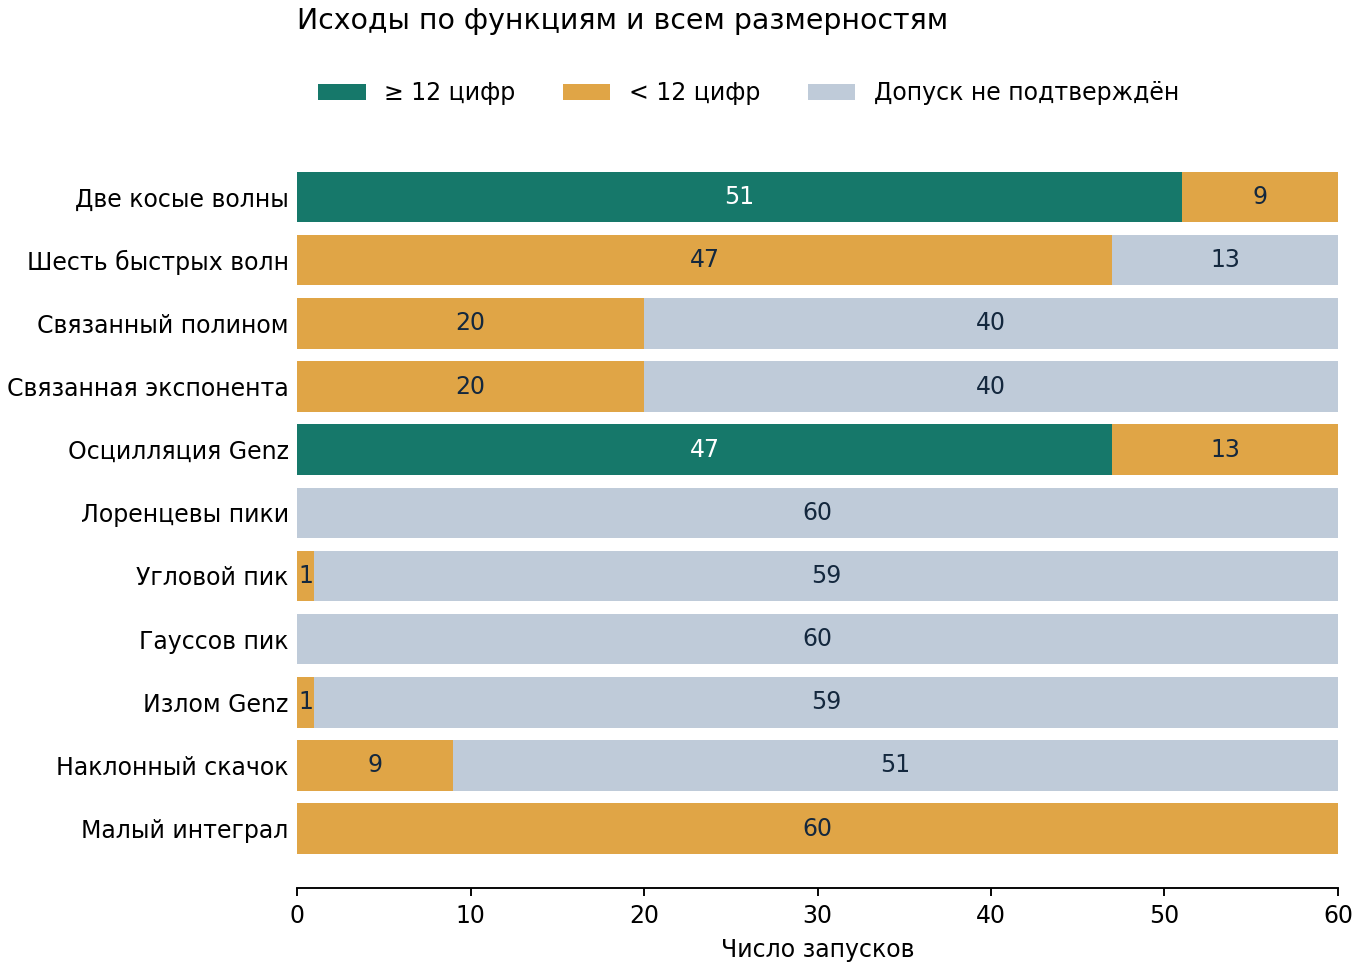 Исходы по функциям и всем размерностям
≥ 12 цифр < 12 цифр Допуск не подтверждён
Две косые волны 51 9
Шесть быстрых волн 47 13
Связанный полином 20 40
Связанная экспонента 20 40
Осцилляция Genz 47 13
Лоренцевы пики 60
Угловой пик 1 59
Гауссов пик 60
Излом Genz 1 59
Наклонный скачок 9 51
Малый интеграл 60
0 10 20 30 40 50 60
Число запусков